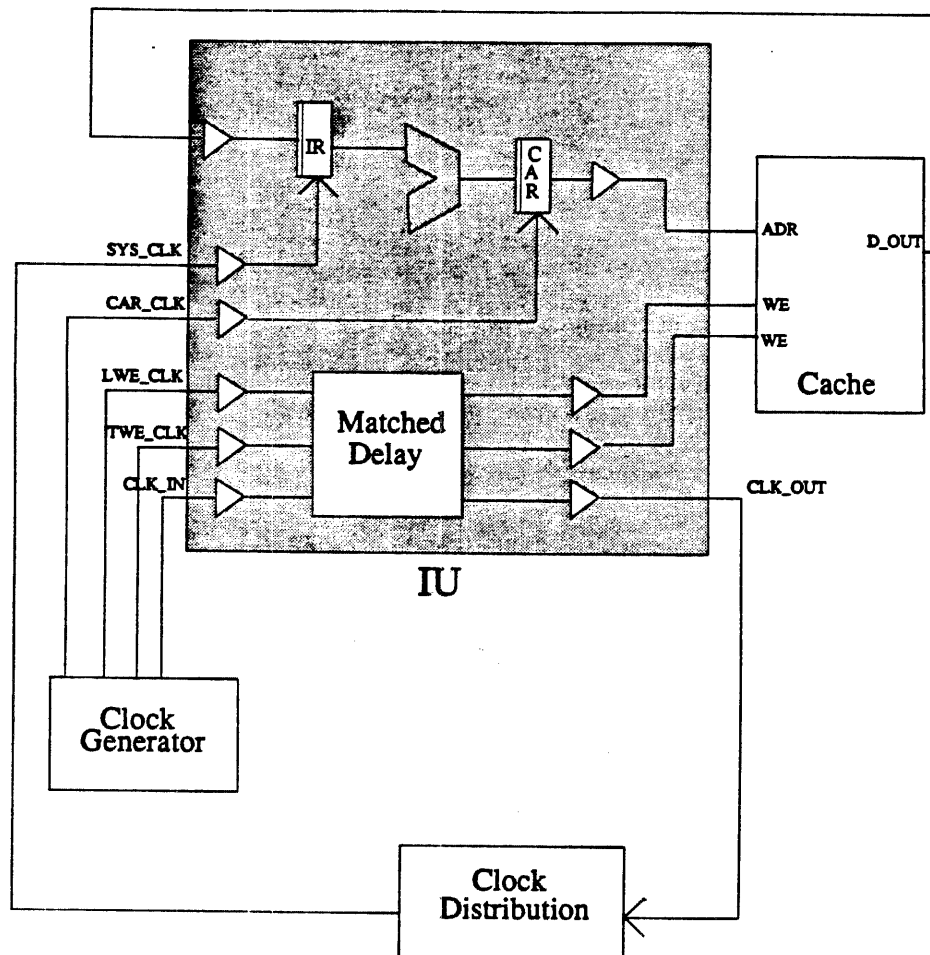 IR
C
A
R
SYS_CLK
ADR
D_OUT
CAR_CLK
WE
WE
LWE_CLK
Cache
Matched
Delay
TWE_CLK
CLK_IN
CLK_OUT
IU
Clock
Generator
Clock
Distribution